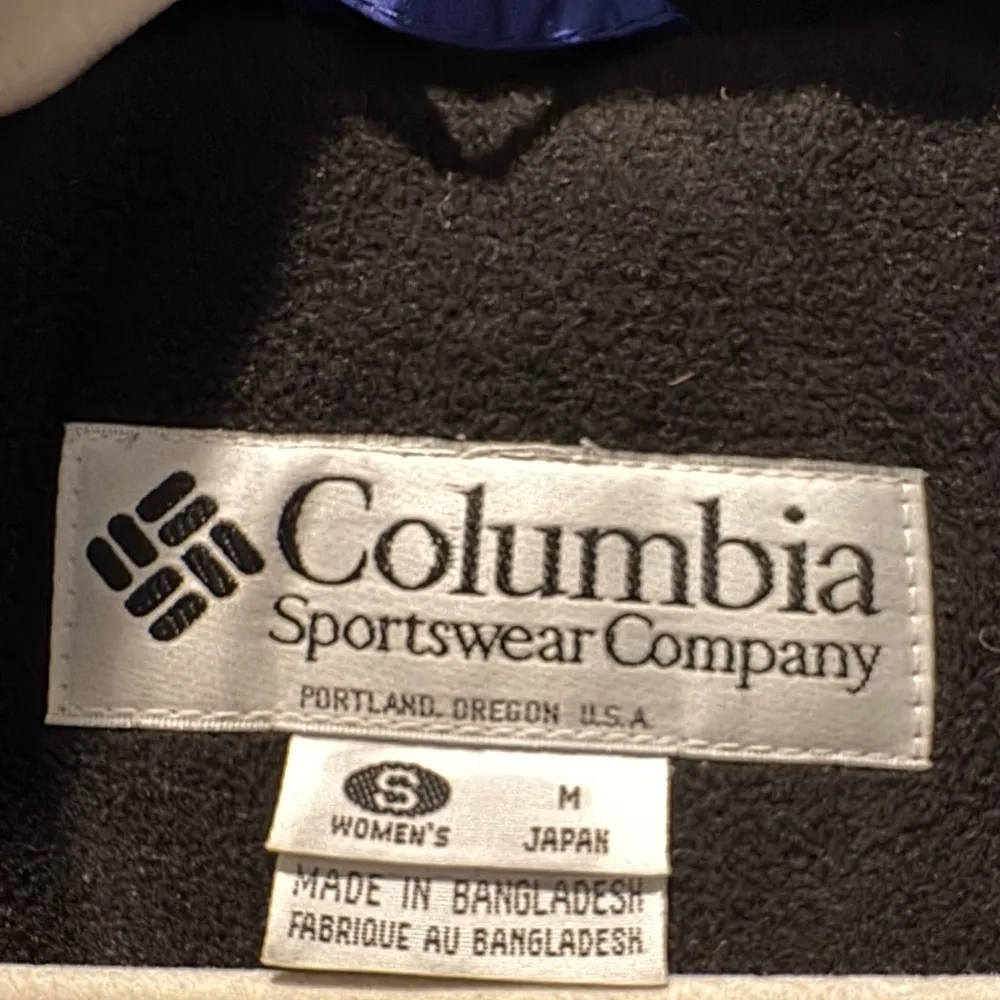 Columbia
Sportswear Company
PORTLAND, OREGON U.S.A.
S M
WOMEN'S JAPAN
MADE IN BANGLADESH
FABRIQUE AU BANGLADESH